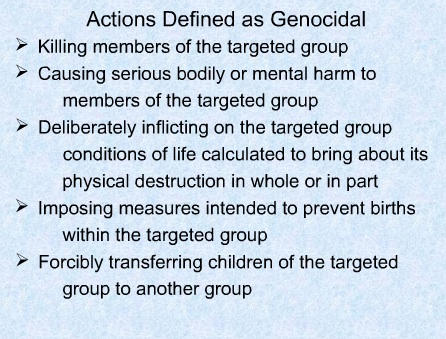 Actions Defined as Genocidal
➢ Killing members of the targeted group
➢ Causing serious bodily or mental harm to
members of the targeted group
➢ Deliberately inflicting on the targeted group
conditions of life calculated to bring about its
physical destruction in whole or in part
➢ Imposing measures intended to prevent births
within the targeted group
➢ Forcibly transferring children of the targeted
group to another group